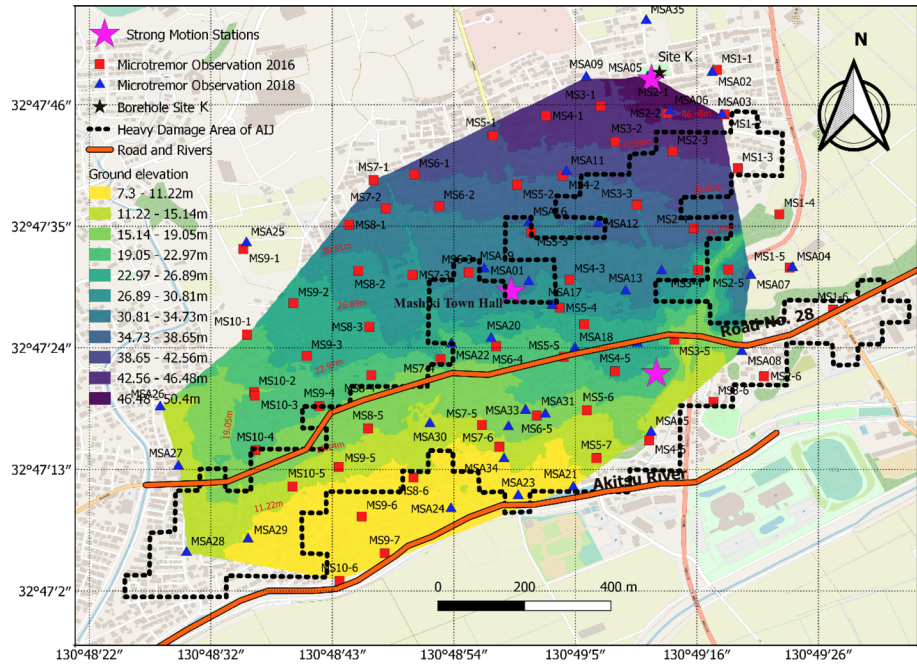 Strong Motion Stations
Microtremor Observation 2016
Microtremor Observation 2018
Borehole Site K
Heavy Damage Area of AIJ
Road and Rivers
Ground elevation
7.3 - 11.22m
11.22 - 15.14m
15.14 - 19.05m
19.05 - 22.97m
22.97 - 26.89m
26.89 - 30.81m
30.81 - 34.73m
34.73 - 38.65m
38.65 - 42.56m
42.56 - 46.48m
46.48 - 50.4m
N
MSA35
Site K
MSA09
MSA05
MS1-1
MSA02
MS2-1
MS3-1
MSA06
MSA03
MS4-1
MS2-2
MS5-1
MS3-2
MS2-3
MSA11
MS1-3
MS7-1
MS6-1
MS4-2
MS7-2
MS6-2
MS5-2
MS3-3
MS1-4
MSA16
MSA12
MS8-1
MS5-3
MSA25
MS9-1
MS6-3
MSA19
MS1-5
MSA04
MS8-2
MS7-3
MSA01
MS4-3
MSA13
MS3-4
MS2-5
MSA07
Mashiki Town Hall
MSA17
MS9-2
26.89m
MS5-4
MS1-6
Road No. 28
MS10-1
MS8-3
MSA20
MS9-3
MSA22
MS6-4
MS5-5
MSA18
MS4-5
MS3-5
MSA08
MS10-2
MS9-4
MS10-3
MSA26
19.05m
MS8-5
MS7-5
MSA33
MSA31
MS5-6
MSA30
MS6-5
MS10-4
MS7-6
MS5-7
MSA27
MS9-5
MSA34
MS10-5
MSA21
Akitsu River
MS8-6
MSA23
11.22m
MS9-6
MSA24
MSA28
MSA29
MS9-7
MS10-6
0
200
400 m
32°47'46"
32°47'35"
32°47'24"
32°47'13"
32°47'2"
130°48'22"
130°48'32"
130°48'43"
130°48'54"
130°49'5"
130°49'16"
130°49'26"